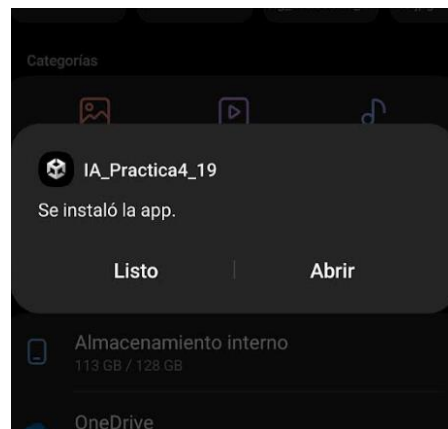 Categorías
IA_Practica4_19
Se instaló la app.
Listo
Abrir
Almacenamiento interno
113 GB / 128 GB
OneDrive